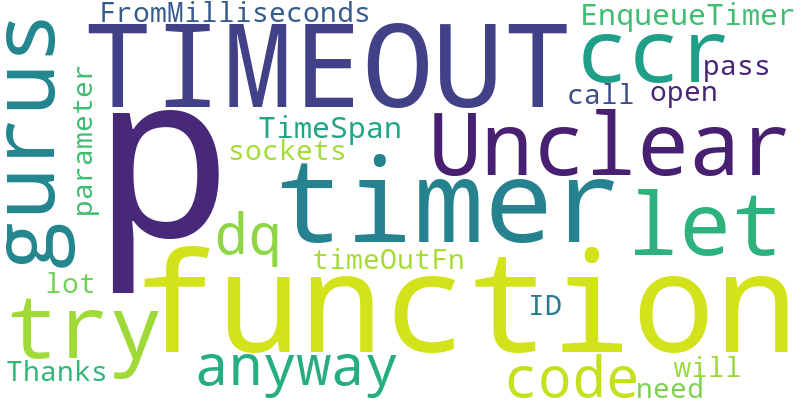 FromMilliseconds
EnqueueTimer
TIMEOUT
ccr
pass
gurus
parameter
p
call
open
TimeSpan
Unclear
sockets
timer
let
dq
timeOutFn
function
lot
ID
try
Thanks
anyway
code
will
need